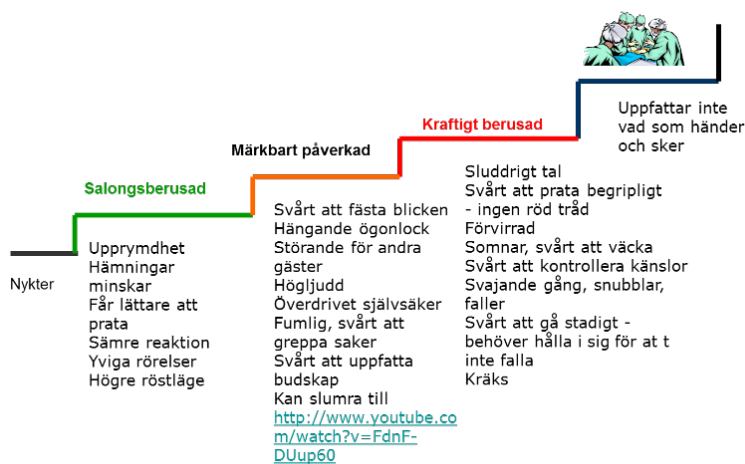 Nykter
Salongsberusad
Upprymdhet
Hämningar
minskar
Får lättare att
prata
Sämre reaktion
Yviga rörelser
Högre röstläge
Märkbart påverkad
Svårt att fästa blicken
Hängande ögonlock
Störande för andra
gäster
Högljudd
Överdrivet självsäker
Fumlig, svårt att
greppa saker
Svårt att uppfatta
budskap
Kan slumra till
http://www.youtube.co
m/watch?v=FdnF-
DUup60
Kraftigt berusad
Sluddrigt tal
Svårt att prata begripligt
- ingen röd tråd
Förvirrad
Somnar, svårt att väcka
Svårt att kontrollera känslor
Svajande gång, snubblar,
faller
Svårt att gå stadigt -
behöver hålla i sig för at t
inte falla
Kräks
Uppfattar inte
vad som händer
och sker